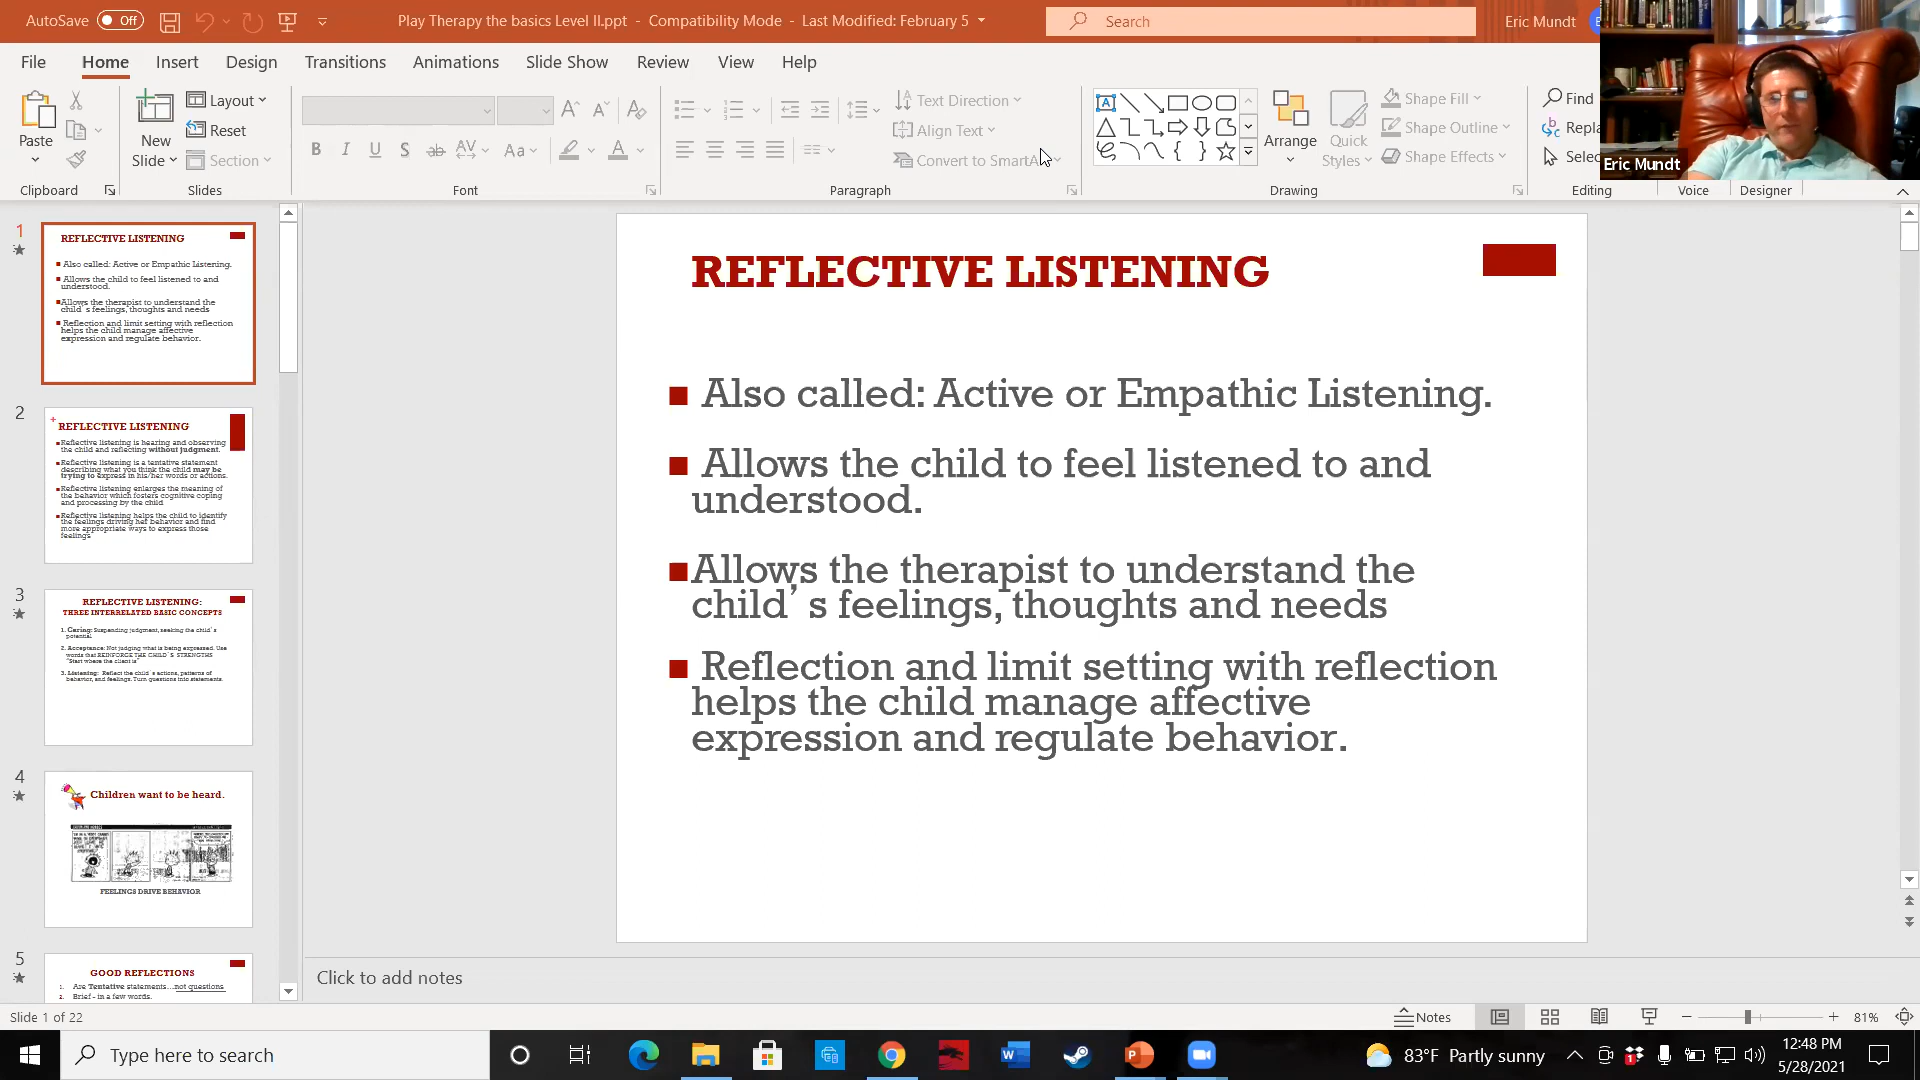 AutoSave Off Play Therapy the basics Level II.ppt - Compatibility Mode - Last Modified: February 5 Search Eric Mundt
File Home Insert Design Transitions Animations Slide Show Review View Help
Paste
New Slide
Layout
Reset
Section
Text Direction
Align Text
Convert to SmartA
Arrange
Quick Styles
Shape Fill
Shape Outline
Shape Effects
Find
Repla
Selec
Eric Mundt
Clipboard Slides Font Paragraph Drawing Editing Voice Designer
1
REFLECTIVE LISTENING
Also called: Active or Empathic Listening.
Allows the child to feel listened to and
understood.
Allows the therapist to understand the
child's feelings, thoughts and needs
Reflection and limit setting with reflection
helps the child manage affective
expression and regulate behavior.
2
REFLECTIVE LISTENING
Reflective listening is hearing and observing
the child and reflecting without judgment.
Reflective listening is a tentative statement
describing what you think the child may be
trying to express in his/her words or actions.
Reflective listening enlarges the meaning of
the behavior which fosters cognitive coping
and processing by the child
Reflective listening helps the child to identify
the feelings driving her behavior and find
more appropriate ways to express those
feelings
3
REFLECTIVE LISTENING:
THREE INTERRELATED BASIC CONCEPTS
1. Caring: Suspending judgment, seeking the child's
potential
2. Acceptance: Not judging what is being expressed. Use
words that REINFORCE THE CHILD'S STRENGTHS
"Start where the client is"
3. Listening: Reflect the child's actions, patterns of
behavior, and feelings. Turn questions into statements.
4
Children want to be heard.
FEELINGS DRIVE BEHAVIOR
5
GOOD REFLECTIONS
1. Are Tentative statements...not questions
2. Brief - in a few words.
REFLECTIVE LISTENING
Also called: Active or Empathic Listening.
Allows the child to feel listened to and
understood.
Allows the therapist to understand the
child's feelings, thoughts and needs
Reflection and limit setting with reflection
helps the child manage affective
expression and regulate behavior.
Click to add notes
Slide 1 of 22 Notes 81%
Type here to search 83°F Partly sunny 12:48 PM
5/28/2021